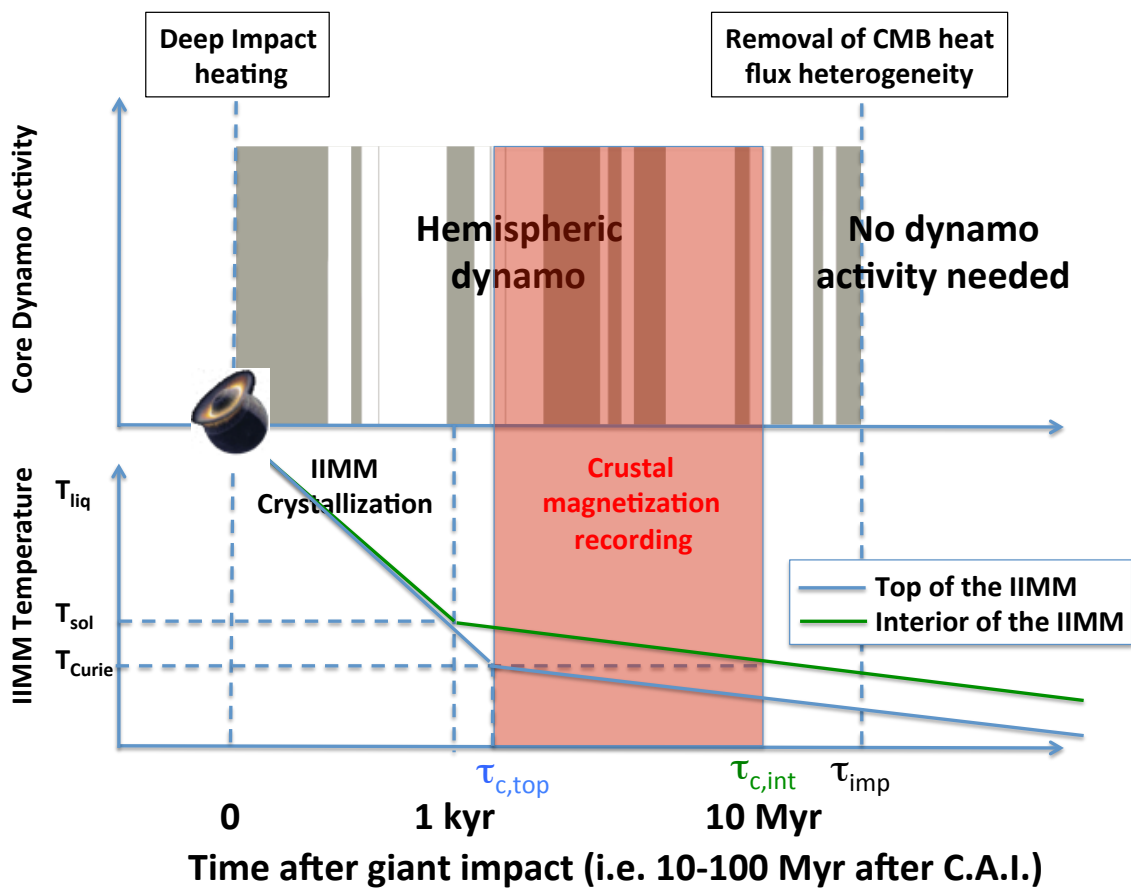 Deep Impact
heating
Removal of CMB heat
flux heterogeneity
Core Dynamo Activity
Hemispheric
dynamo
No dynamo
activity needed
IIMM Temperature
T_liq
T_sol
T_Curie
IIMM
Crystallization
Crustal
magnetization
recording
Top of the IIMM
Interior of the IIMM
τ_c,top
τ_c,int
τ_imp
0
1 kyr
10 Myr
Time after giant impact (i.e. 10-100 Myr after C.A.I.)